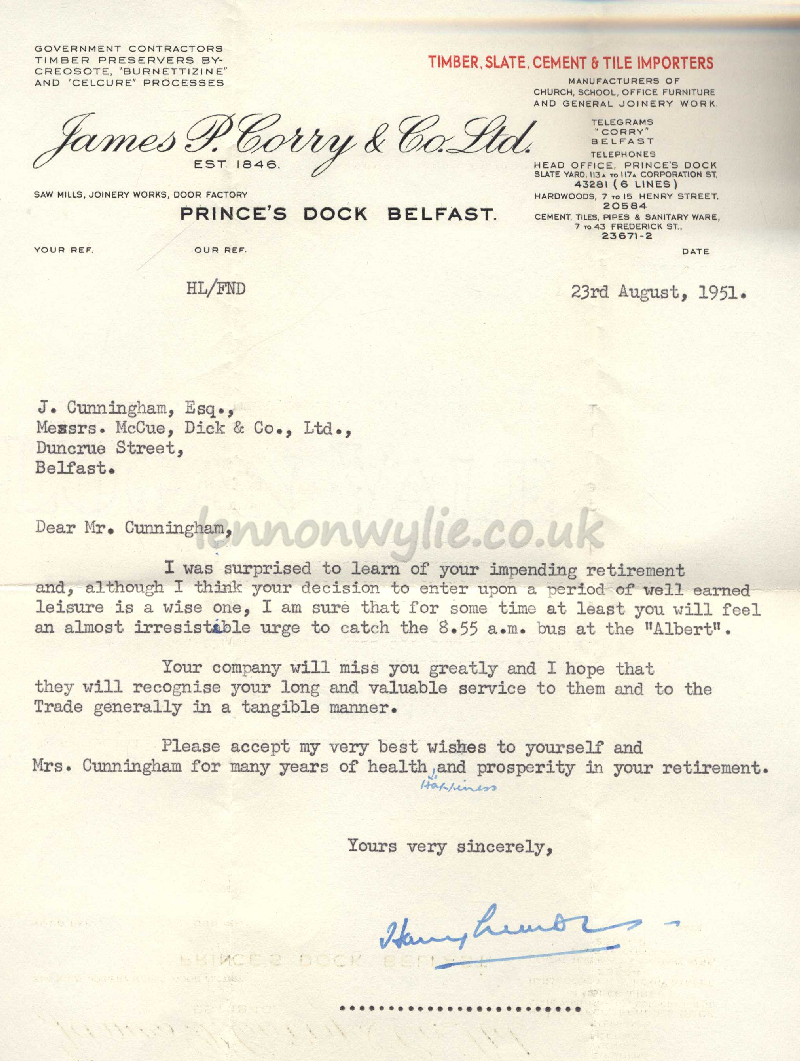 GOVERNMENT CONTRACTORS
TIMBER PRESERVERS BY-
CREOSOTE, "BURNETTIZINE"
AND "CELCURE" PROCESSES
TIMBER, SLATE, CEMENT & TILE IMPORTERS
MANUFACTURERS OF
CHURCH, SCHOOL, OFFICE FURNITURE
AND GENERAL JOINERY WORK.
James P. Corry & Co. Ltd.
EST. 1846.
TELEGRAMS
"CORRY"
BELFAST
TELEPHONES
HEAD OFFICE, PRINCE'S DOCK
SLATE YARD, 113A TO 117A CORPORATION ST,
43281 (6 LINES)
HARDWOODS, 7 TO 15 HENRY STREET,
20584
CEMENT, TILES, PIPES & SANITARY WARE,
7 TO 43 FREDERICK ST.,
23671-2
SAW MILLS, JOINERY WORKS, DOOR FACTORY
PRINCE'S DOCK BELFAST.
YOUR REF. OUR REF. DATE
HL/FND 23rd August, 1951.
J. Cunningham, Esq.,
Messrs. McCue, Dick & Co., Ltd.,
Duncrue Street,
Belfast.
Dear Mr. Cunningham,
lennonwylie.co.uk
I was surprised to learn of your impending retirement
and, although I think your decision to enter upon a period of well earned
leisure is a wise one, I am sure that for some time at least you will feel
an almost irresistible urge to catch the 8.55 a.m. bus at the "Albert".
Your company will miss you greatly and I hope that
they will recognise your long and valuable service to them and to the
Trade generally in a tangible manner.
Please accept my very best wishes to yourself and
Mrs. Cunningham for many years of health, and prosperity in your retirement.
Happiness
Yours very sincerely,
Harry
........................